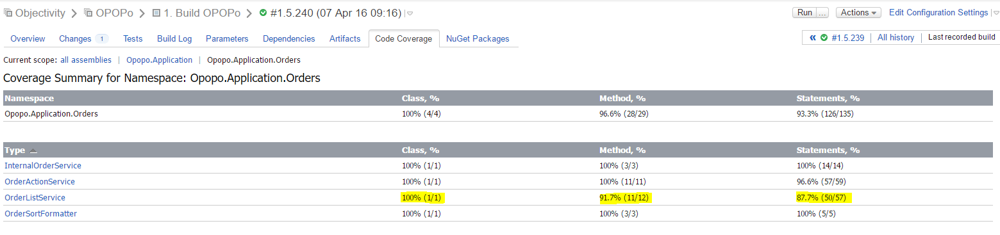 Objectivity > OPOPo > 1. Build OPOPo > #1.5.240 (07 Apr 16 09:16) Run ... Actions Edit Configuration Settings
Overview Changes 1 Tests Build Log Parameters Dependencies Artifacts Code Coverage NuGet Packages « #1.5.239 All history Last recorded build
Current scope: all assemblies | Opopo.Application | Opopo.Application.Orders
Coverage Summary for Namespace: Opopo.Application.Orders
Namespace Class, % Method, % Statements, %
Opopo.Application.Orders 100% (4/4) 96.6% (28/29) 93.3% (126/135)
Type Class, % Method, % Statements, %
InternalOrderService 100% (1/1) 100% (3/3) 100% (14/14)
OrderActionService 100% (1/1) 100% (11/11) 96.6% (57/59)
OrderListService 100% (1/1) 91.7% (11/12) 87.7% (50/57)
OrderSortFormatter 100% (1/1) 100% (3/3) 100% (5/5)